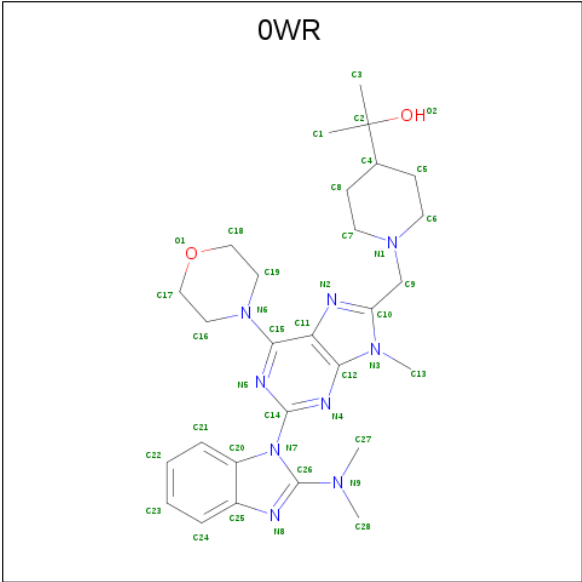 0WR
C3
C1 C2 OH O2
C4 C5
C8
C7 C6
N1 N
C18
O1 O
C19 C9
N2 N
C17 N N6 C11 C10
C16 C15 N N3
C12 C13
N5 N
C14 N N4
C21 N N7 C27
C22 C20 C26 N N9
C23 C25 N C28
C24 N8